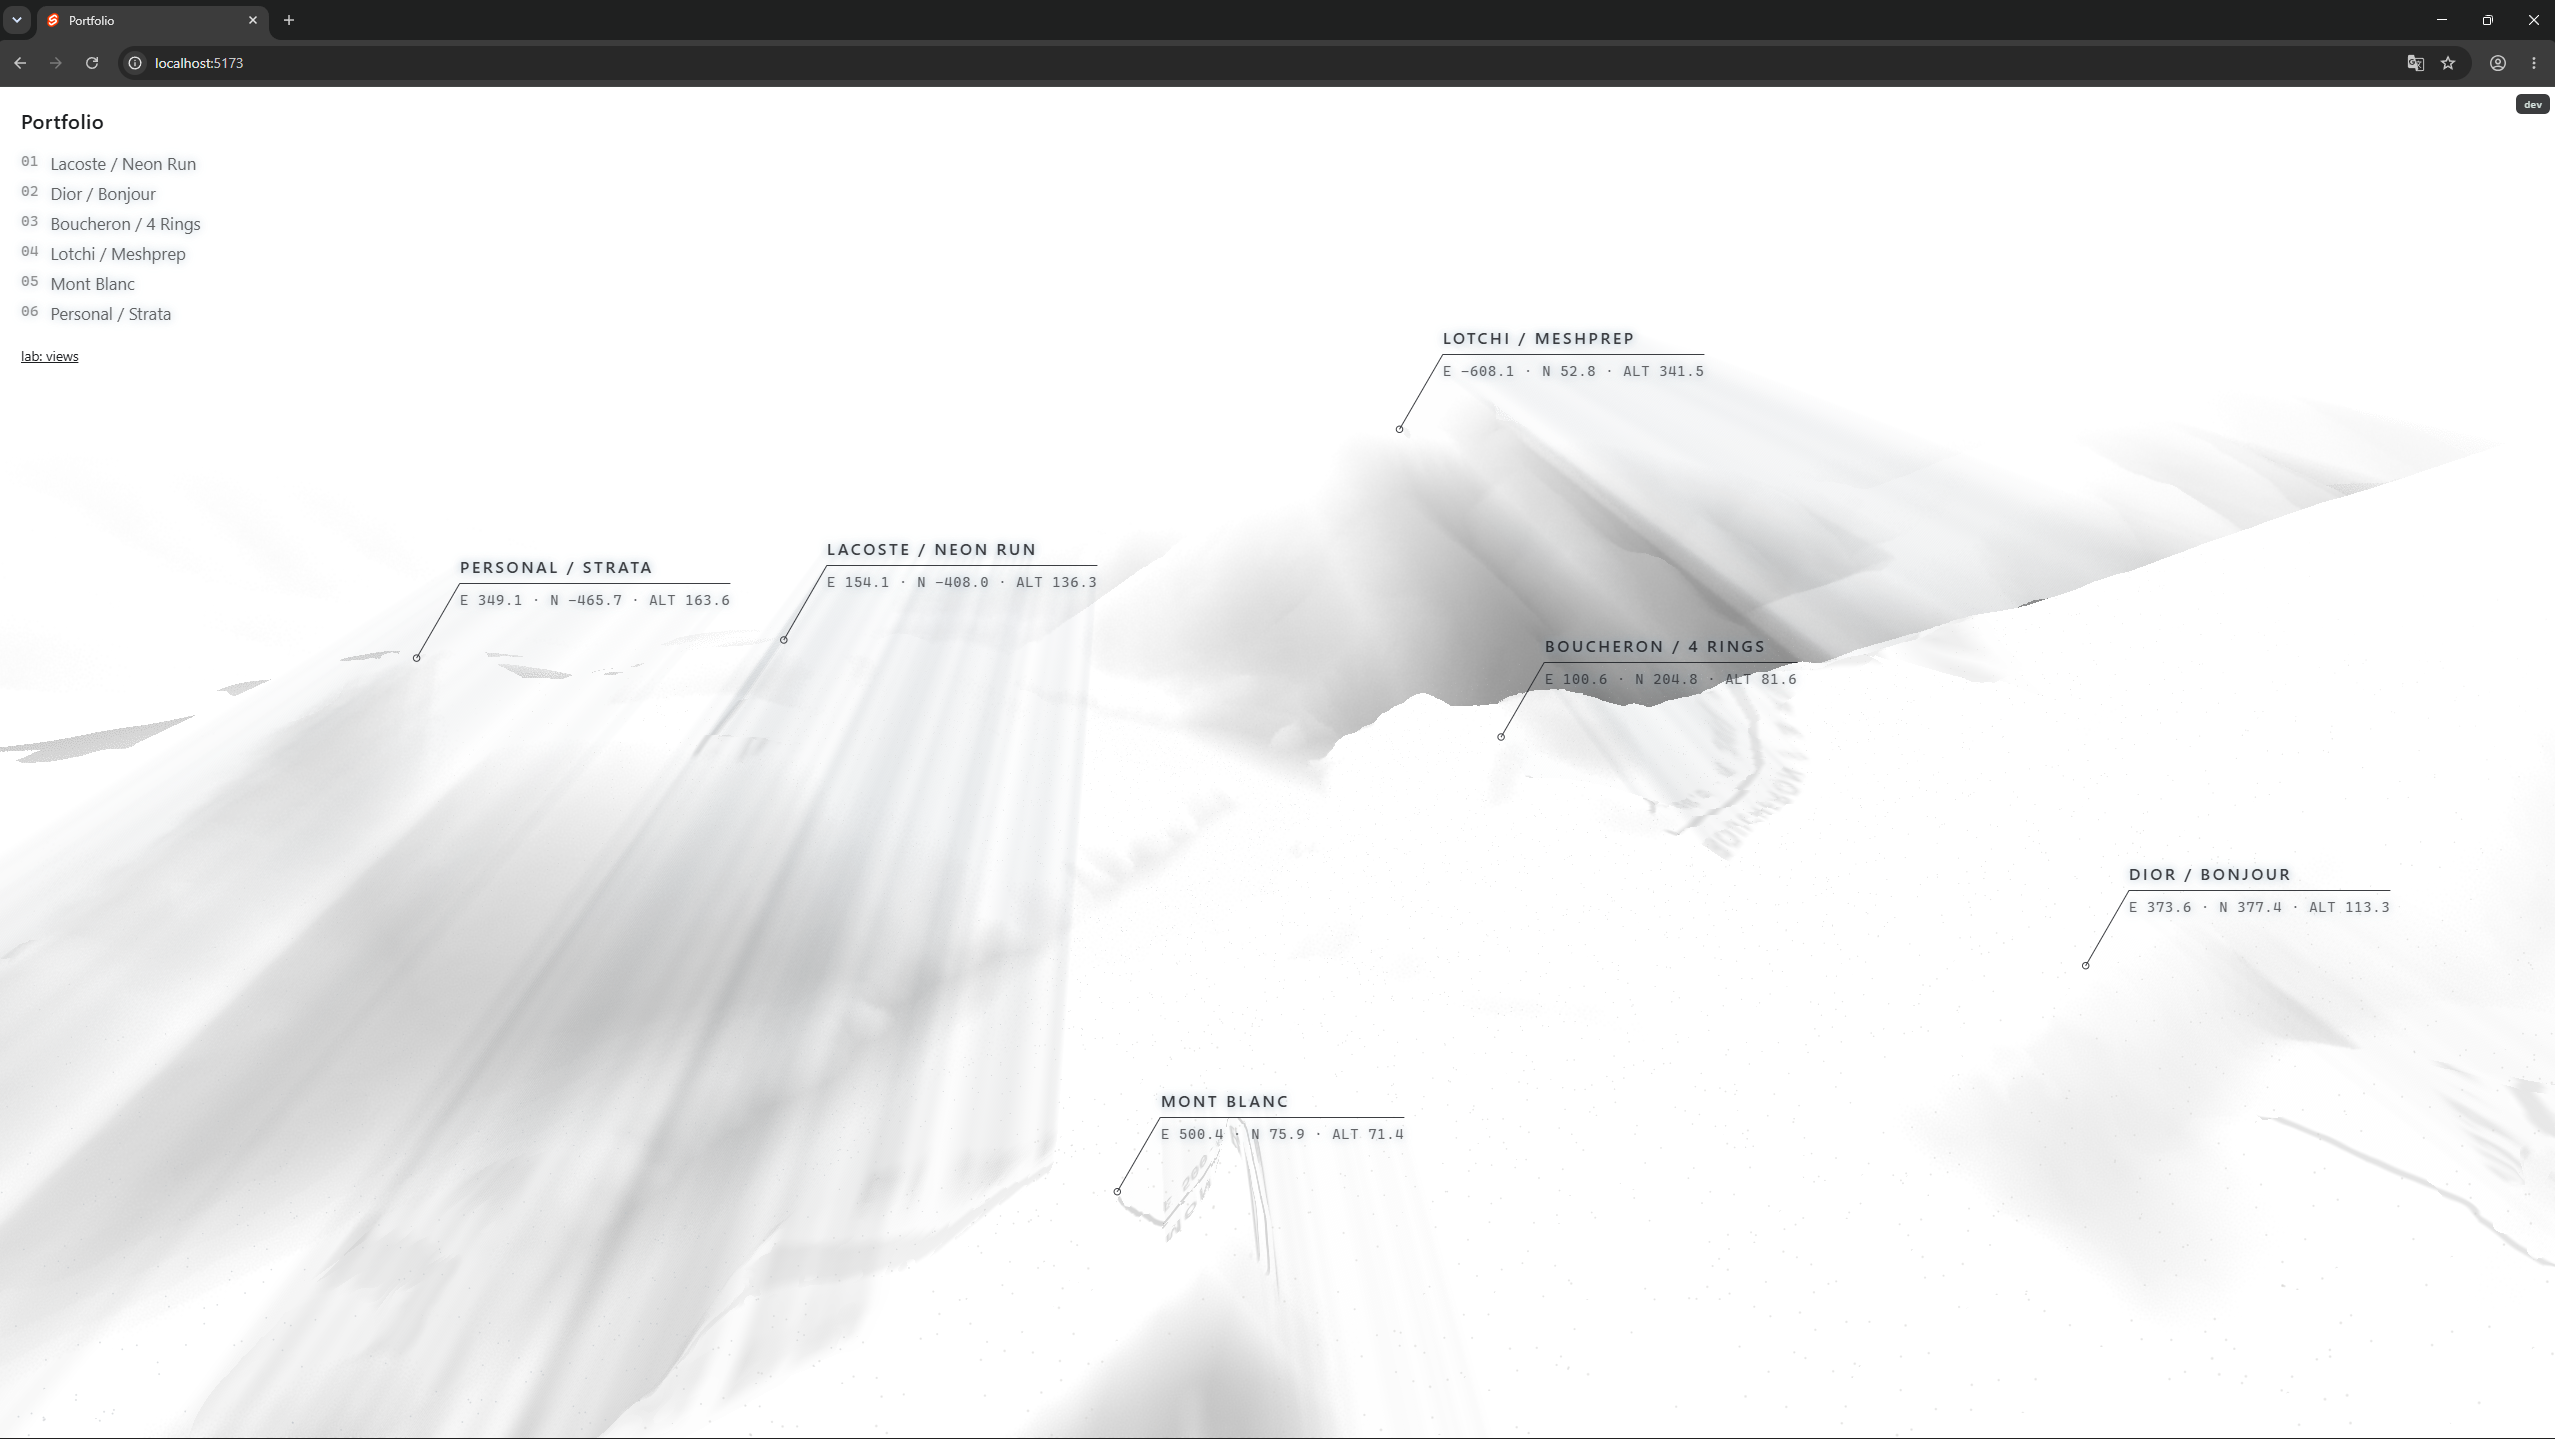 Portfolio
localhost:5173
dev
Portfolio
01 Lacoste / Neon Run
02 Dior / Bonjour
03 Boucheron / 4 Rings
04 Lotchi / Meshprep
05 Mont Blanc
06 Personal / Strata
lab: views
LOTCHI / MESHPREP
E −608.1 · N 52.8 · ALT 341.5
LACOSTE / NEON RUN
E 154.1 · N −408.0 · ALT 136.3
PERSONAL / STRATA
E 349.1 · N −465.7 · ALT 163.6
BOUCHERON / 4 RINGS
E 100.6 · N 204.8 · ALT 81.6
DIOR / BONJOUR
E 373.6 · N 377.4 · ALT 113.3
MONT BLANC
E 500.4 · N 75.9 · ALT 71.4